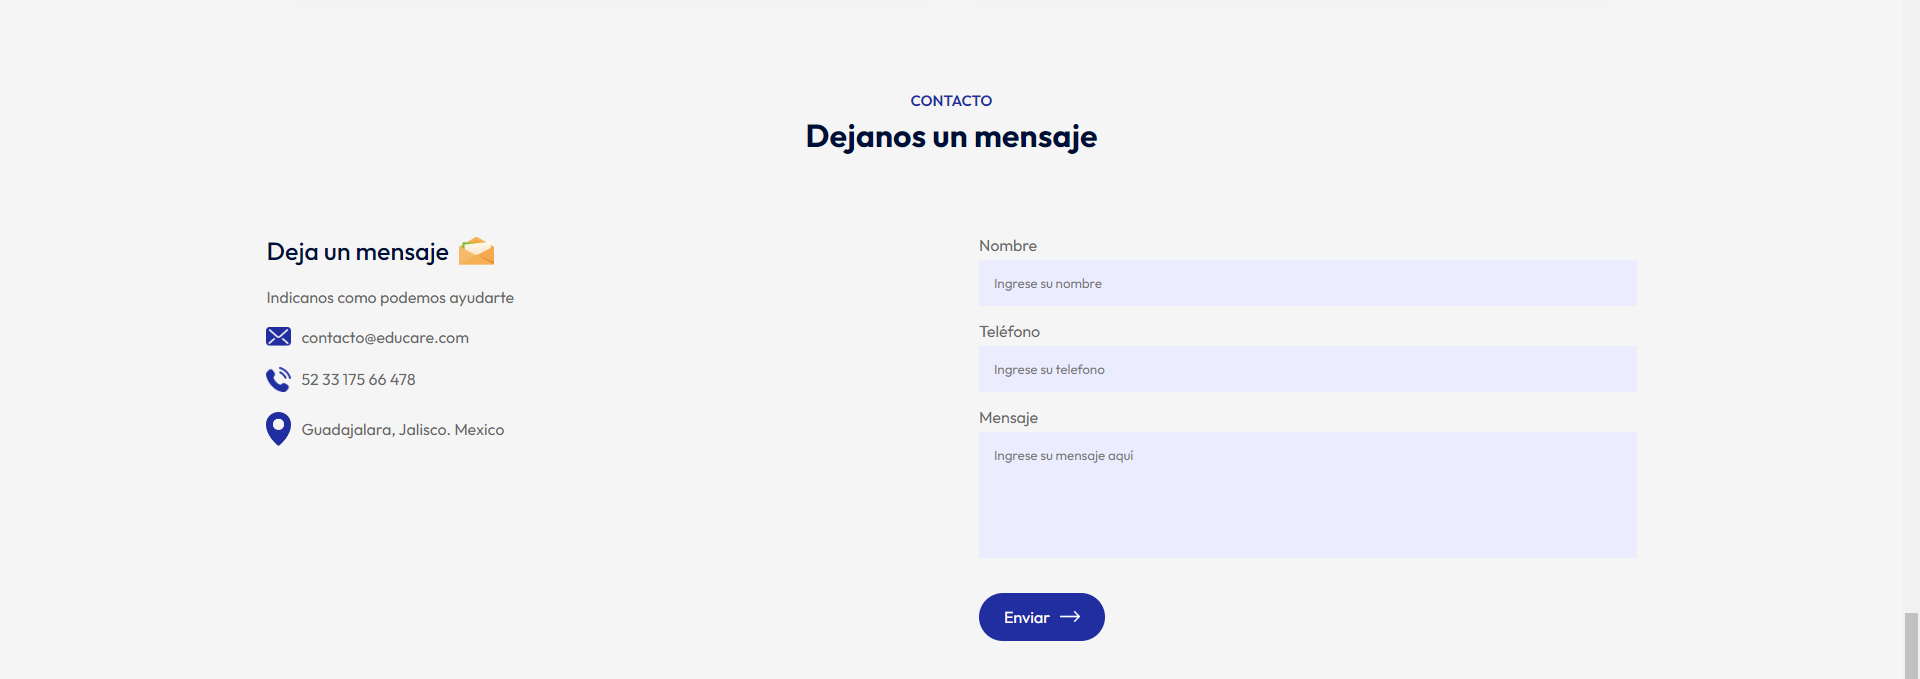 CONTACTO
Dejanos un mensaje
Deja un mensaje
Indicanos como podemos ayudarte
contacto@educare.com
52 33 175 66 478
Guadajalara, Jalisco. Mexico
Nombre
Ingrese su nombre
Teléfono
Ingrese su telefono
Mensaje
Ingrese su mensaje aquí
Enviar